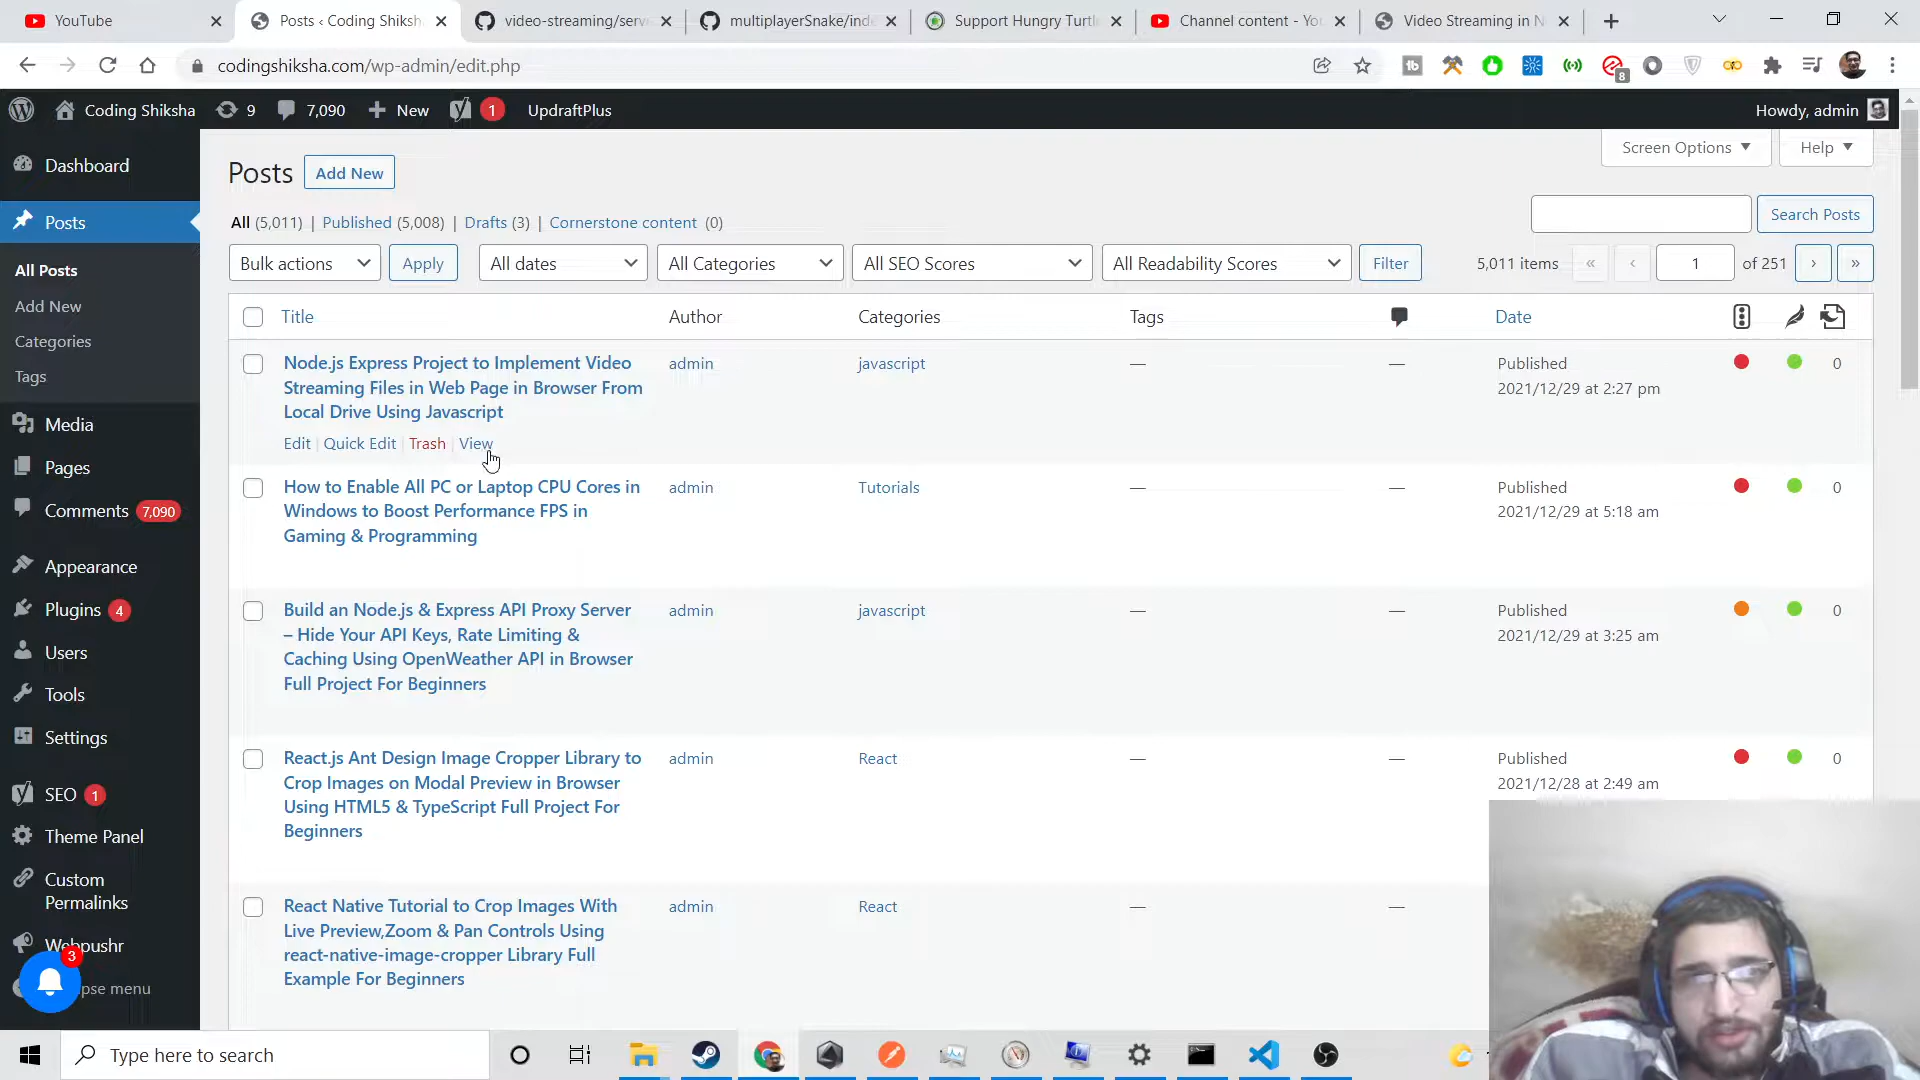 YouTube
Posts ‹ Coding Shiksh
video-streaming/serv
multiplayerSnake/inde
Support Hungry Turtl
Channel content - Yo
Video Streaming in N
codingshiksha.com/wp-admin/edit.php
8
Coding Shiksha
9
7,090
New
1
UpdraftPlus
Howdy, admin
Dashboard
Posts
All Posts
Add New
Categories
Tags
Media
Pages
Comments 7,090
Appearance
Plugins 4
Users
Tools
Settings
SEO 1
Theme Panel
Custom
Permalinks
Webpushr
3
pse menu
Posts
Add New
Screen Options
Help
All (5,011) | Published (5,008) | Drafts (3) | Cornerstone content (0)
Search Posts
Bulk actions
Apply
All dates
All Categories
All SEO Scores
All Readability Scores
Filter
5,011 items
«
‹
1
of 251
›
»
Title
Author
Categories
Tags
Date
Node.js Express Project to Implement Video
Streaming Files in Web Page in Browser From
Local Drive Using Javascript
Edit | Quick Edit | Trash | View
admin
javascript
—
—
Published
2021/12/29 at 2:27 pm
0
How to Enable All PC or Laptop CPU Cores in
Windows to Boost Performance FPS in
Gaming & Programming
admin
Tutorials
—
—
Published
2021/12/29 at 5:18 am
0
Build an Node.js & Express API Proxy Server
– Hide Your API Keys, Rate Limiting &
Caching Using OpenWeather API in Browser
Full Project For Beginners
admin
javascript
—
—
Published
2021/12/29 at 3:25 am
0
React.js Ant Design Image Cropper Library to
Crop Images on Modal Preview in Browser
Using HTML5 & TypeScript Full Project For
Beginners
admin
React
—
—
Published
2021/12/28 at 2:49 am
0
React Native Tutorial to Crop Images With
Live Preview,Zoom & Pan Controls Using
react-native-image-cropper Library Full
Example For Beginners
admin
React
—
—
Type here to search